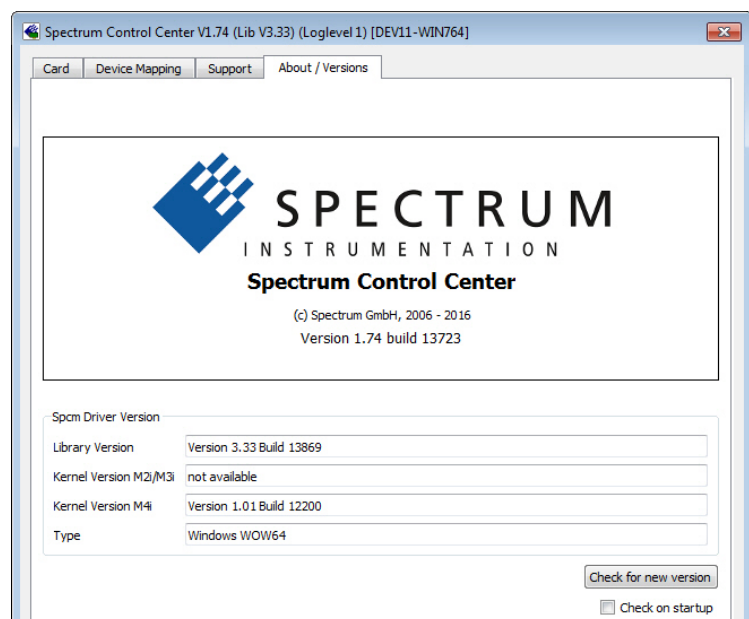 Spectrum Control Center V1.74 (Lib V3.33) (Loglevel 1) [DEV11-WIN764]
Card Device Mapping Support About / Versions
SPECTRUM
INSTRUMENTATION
Spectrum Control Center
(c) Spectrum GmbH, 2006 - 2016
Version 1.74 build 13723
Spcm Driver Version
Library Version Version 3.33 Build 13869
Kernel Version M2i/M3i not available
Kernel Version M4i Version 1.01 Build 12200
Type Windows WOW64
Check for new version
Check on startup